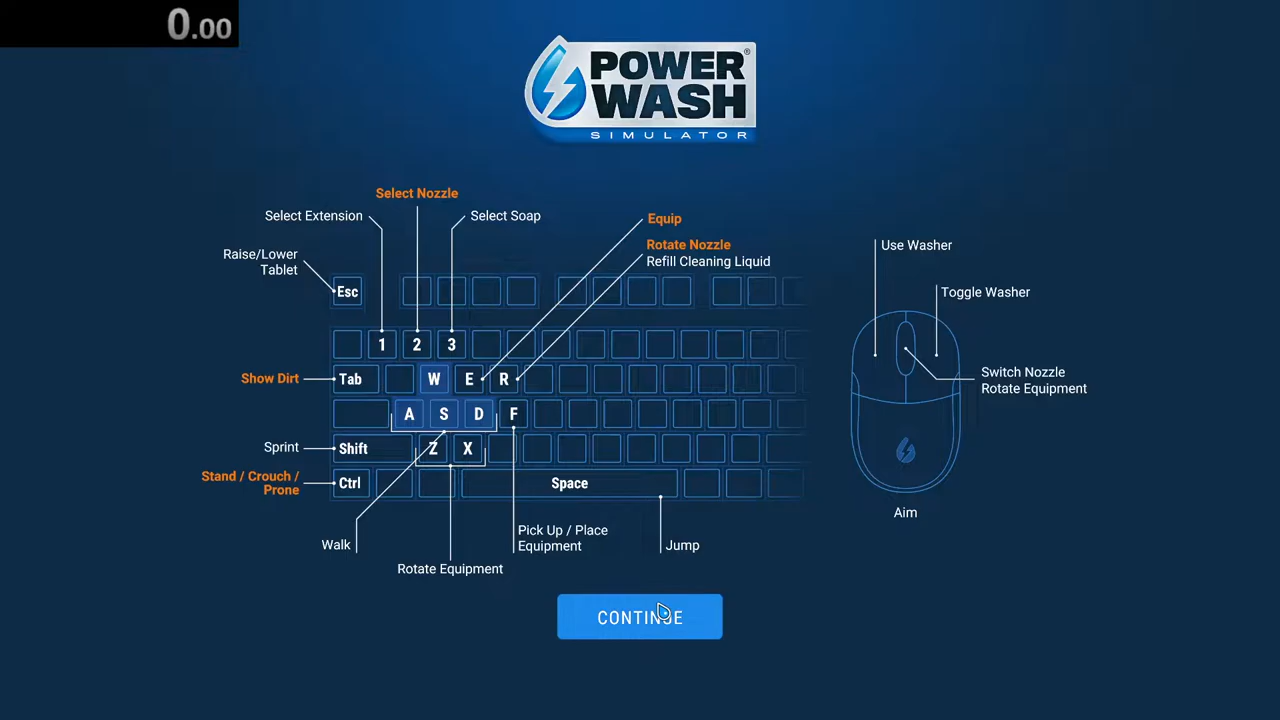 0.00
POWER
WASH
SIMULATOR
Select Nozzle
Select Extension
Select Soap
Equip
Rotate Nozzle
Refill Cleaning Liquid
Raise/Lower
Tablet
Use Washer
Toggle Washer
Esc
1 2 3
Switch Nozzle
Rotate Equipment
Show Dirt
Tab W E R
A S D F
Sprint
Shift Z X
Stand / Crouch /
Prone
Ctrl Space
Aim
Walk
Pick Up / Place
Equipment
Jump
Rotate Equipment
CONTINUE